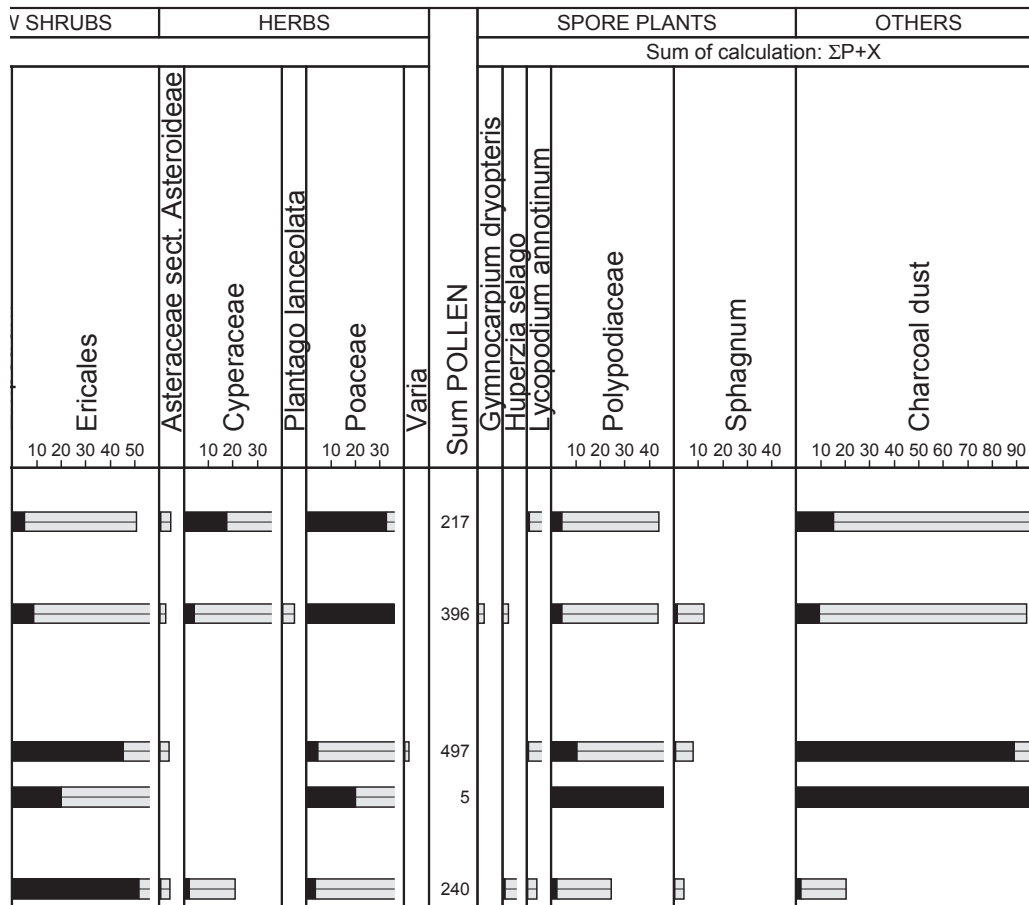 W SHRUBS
HERBS
SPORE PLANTS
OTHERS
Sum of calculation: ΣP+X
Ericales
Asteraceae sect. Asteroideae
Cyperaceae
Plantago lanceolata
Poaceae
Varia
Sum POLLEN
Gymnocarpium dryopteris
Huperzia selago
Lycopodium annotinum
Polypodiaceae
Sphagnum
Charcoal dust
10 20 30 40 50
10 20 30
10 20 30
10 20 30 40
10 20 30 40
10 20 30 40 50 60 70 80 90
217
396
497
5
240